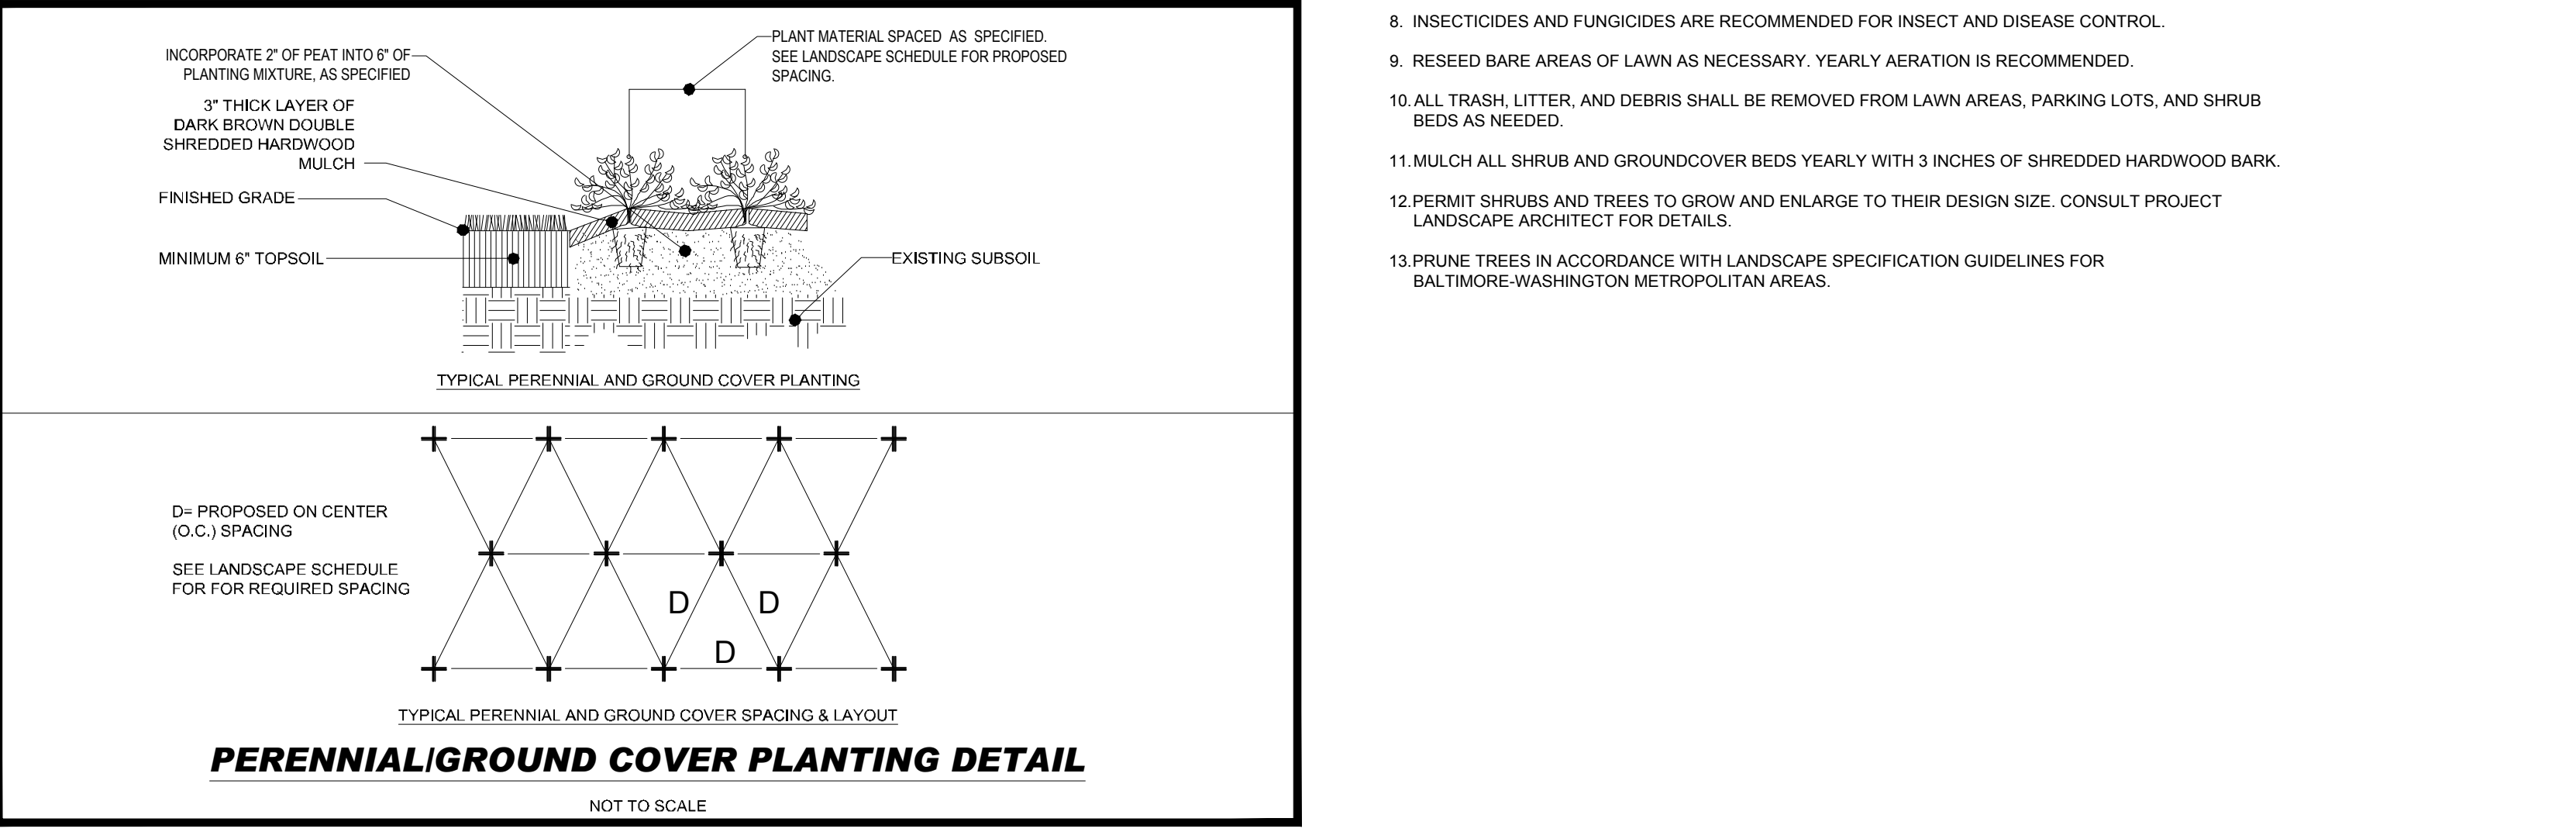 INCORPORATE 2" OF PEAT INTO 6" OF
PLANTING MIXTURE, AS SPECIFIED
3" THICK LAYER OF
DARK BROWN DOUBLE
SHREDDED HARDWOOD
MULCH
FINISHED GRADE
MINIMUM 6" TOPSOIL
PLANT MATERIAL SPACED AS SPECIFIED.
SEE LANDSCAPE SCHEDULE FOR PROPOSED
SPACING.
EXISTING SUBSOIL
TYPICAL PERENNIAL AND GROUND COVER PLANTING
D= PROPOSED ON CENTER
(O.C.) SPACING
SEE LANDSCAPE SCHEDULE
FOR FOR REQUIRED SPACING
D
D
D
TYPICAL PERENNIAL AND GROUND COVER SPACING & LAYOUT
PERENNIAL/GROUND COVER PLANTING DETAIL
NOT TO SCALE
8. INSECTICIDES AND FUNGICIDES ARE RECOMMENDED FOR INSECT AND DISEASE CONTROL.
9. RESEED BARE AREAS OF LAWN AS NECESSARY. YEARLY AERATION IS RECOMMENDED.
10. ALL TRASH, LITTER, AND DEBRIS SHALL BE REMOVED FROM LAWN AREAS, PARKING LOTS, AND SHRUB
BEDS AS NEEDED.
11. MULCH ALL SHRUB AND GROUNDCOVER BEDS YEARLY WITH 3 INCHES OF SHREDDED HARDWOOD BARK.
12. PERMIT SHRUBS AND TREES TO GROW AND ENLARGE TO THEIR DESIGN SIZE. CONSULT PROJECT
LANDSCAPE ARCHITECT FOR DETAILS.
13. PRUNE TREES IN ACCORDANCE WITH LANDSCAPE SPECIFICATION GUIDELINES FOR
BALTIMORE-WASHINGTON METROPOLITAN AREAS.